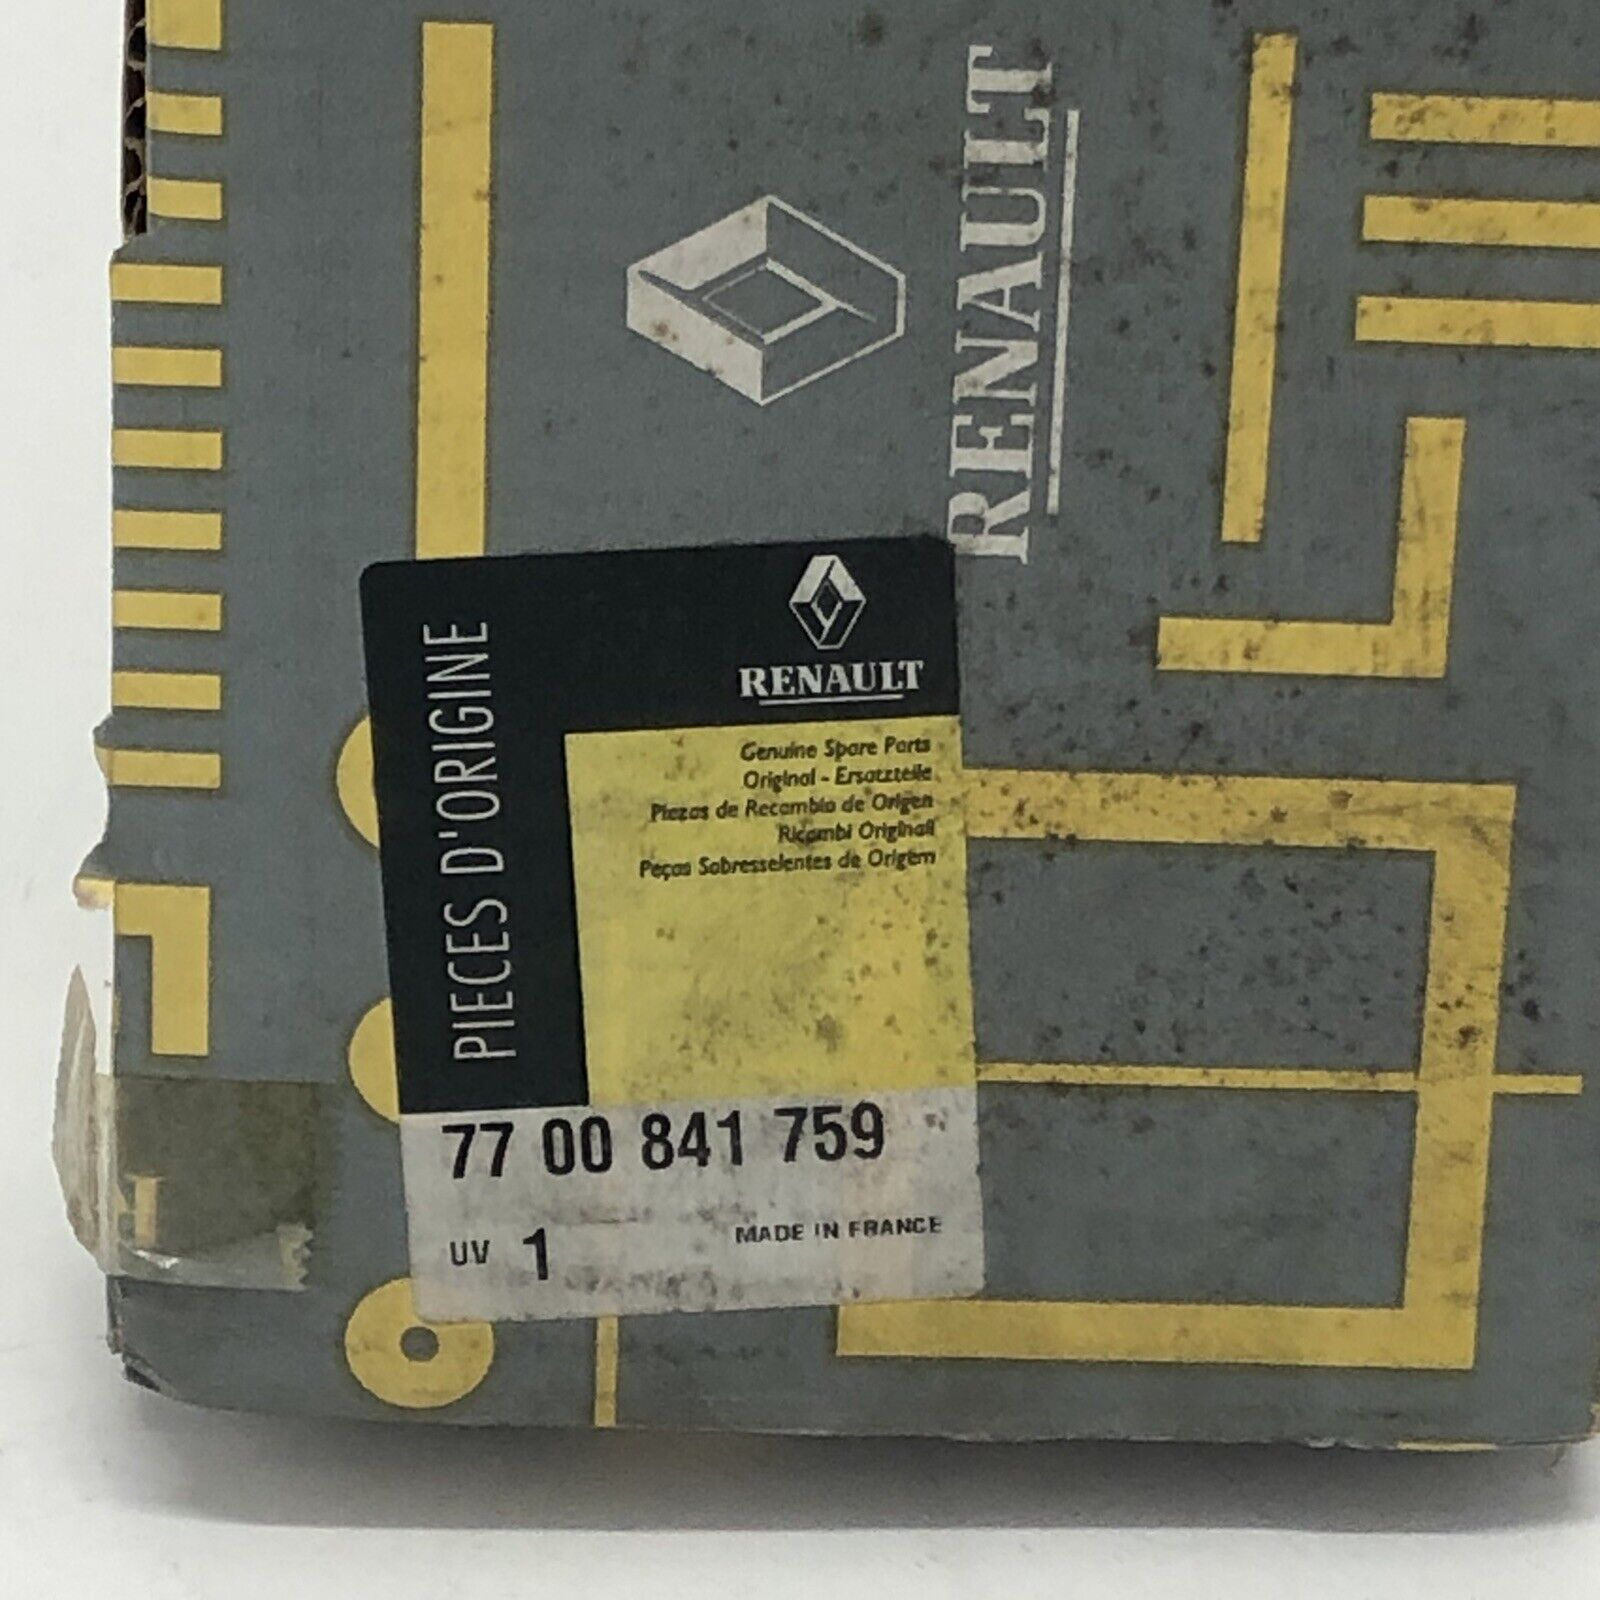 RENAULT
PIECES D'ORIGINE
RENAULT
Genuine Spare Parts
Original - Ersatzteile
Piezas de Recambio de Origen
Ricambi Originali
Peças Sobresselentes de Origem
77 00 841 759
UV 1
MADE IN FRANCE